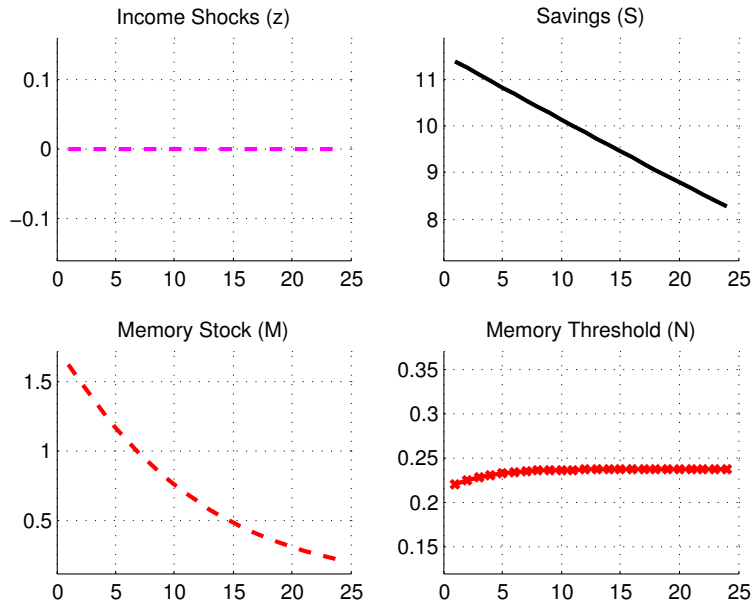 Income Shocks (z)
0.1
0
−0.1
0 5 10 15 20 25
Savings (S)
11
10
9
8
0 5 10 15 20 25
Memory Stock (M)
1.5
1
0.5
0 5 10 15 20 25
Memory Threshold (N)
0.35
0.3
0.25
0.2
0.15
0 5 10 15 20 25